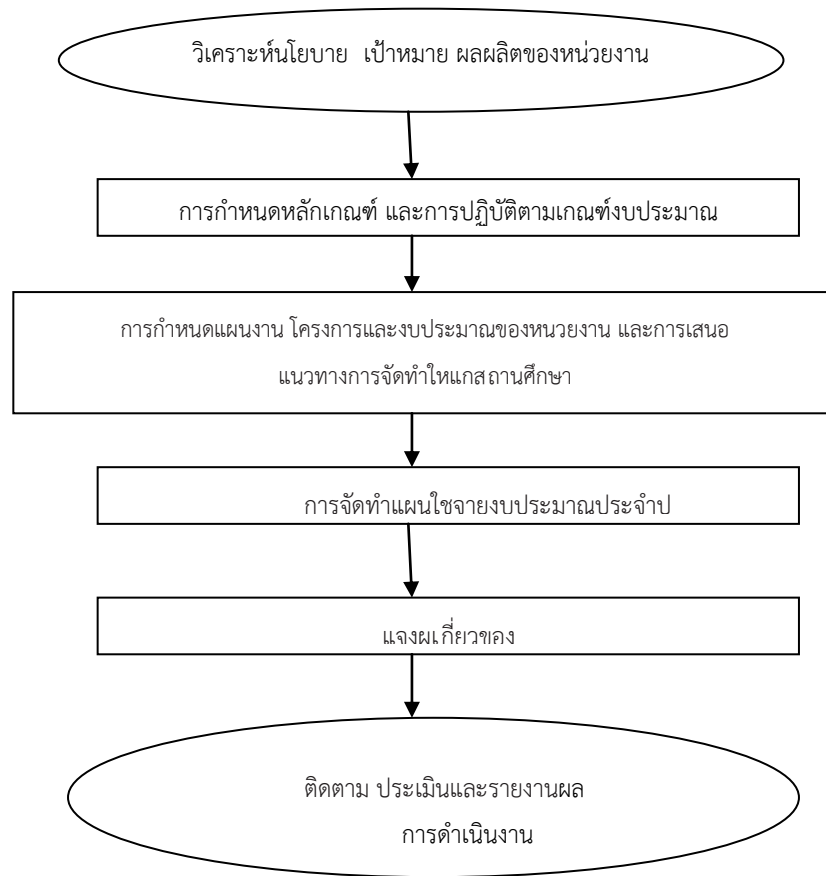 วิเคราะห์นโยบาย  เป้าหมาย ผลผลิตของหน่วยงาน
การกำหนดหลักเกณฑ์ และการปฏิบัติตามเกณฑ์งบประมาณ
การกำหนดแผนงาน โครงการและงบประมาณของหนวยงาน และการเสนอ
แนวทางการจัดทำใหแกสถานศึกษา
การจัดทำแผนใชจายงบประมาณประจำป
แจงผเกี่ยวของ
ติดตาม ประเมินและรายงานผล
การดำเนินงาน